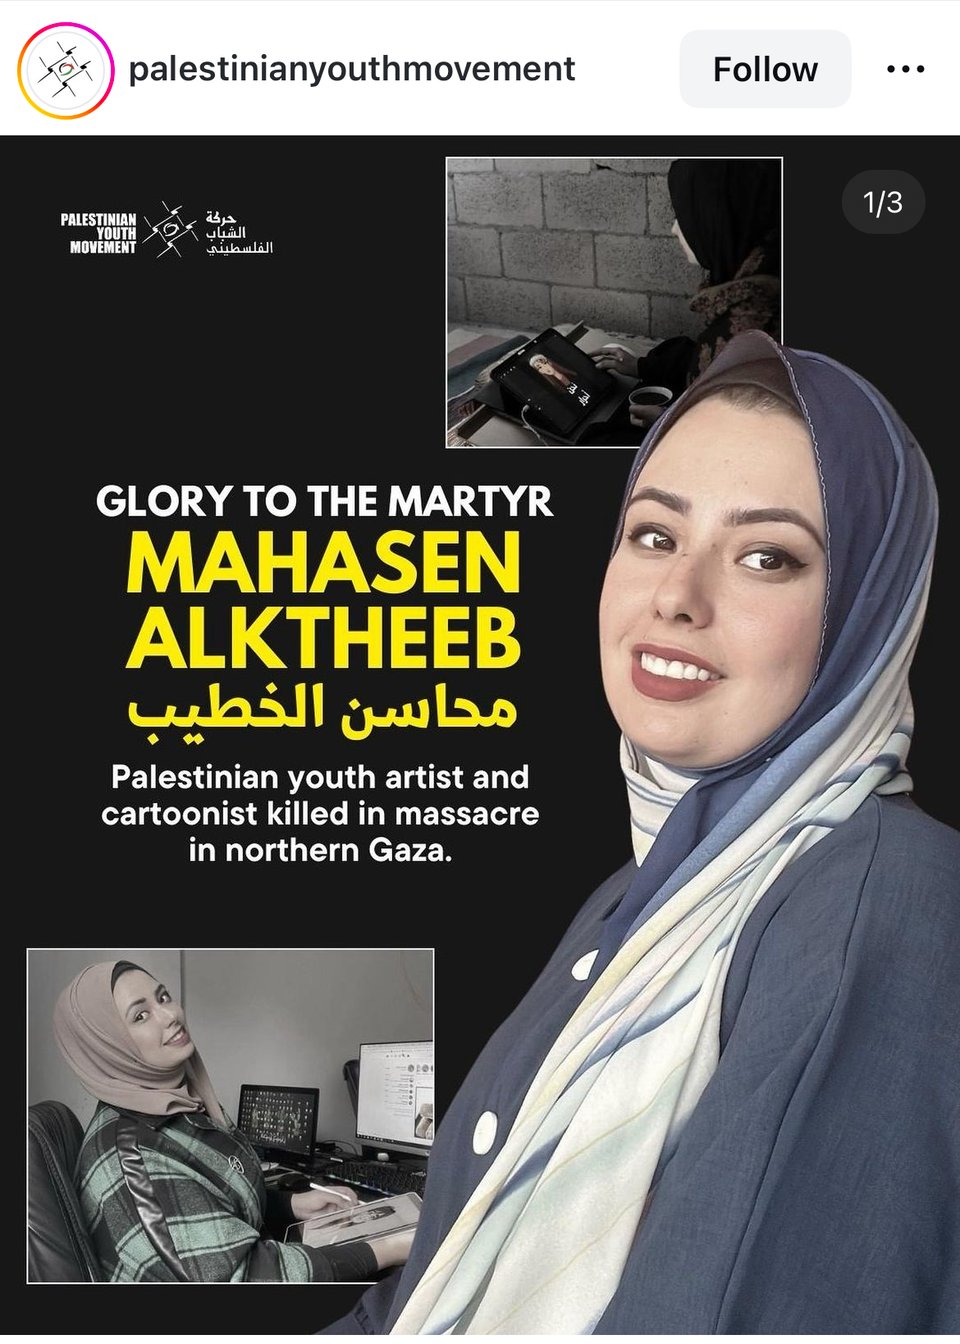 palestinianyouthmovement
Follow
1/3
PALESTINIAN
YOUTH
MOVEMENT
حركة
الشباب
الفلسطيني
GLORY TO THE MARTYR
MAHASEN
ALKTHEEB
محاسن الخطيب
Palestinian youth artist and
cartoonist killed in massacre
in northern Gaza.